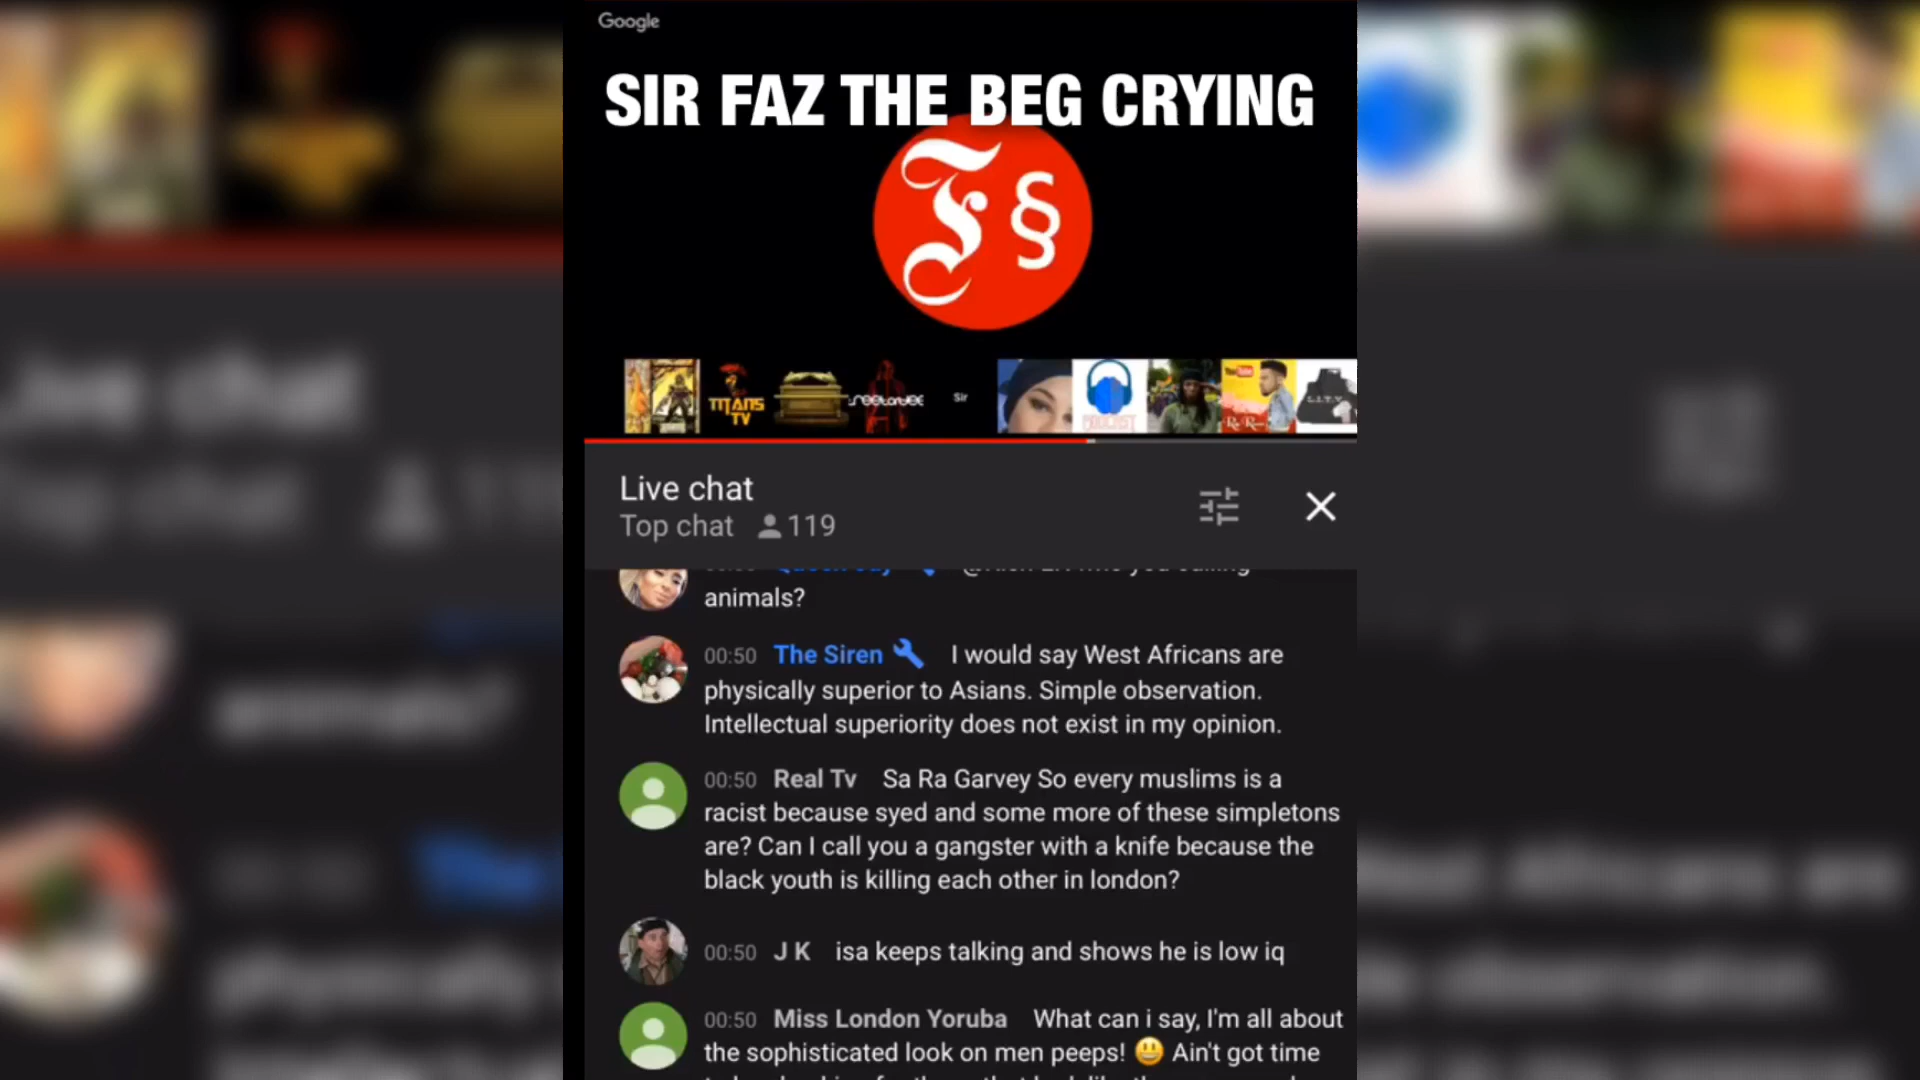 Google
SIR FAZ THE BEG CRYING
F§
TITANS
TV
Sir
YouTube
Live chat
Top chat 119
animals?
00:50 The Siren I would say West Africans are
physically superior to Asians. Simple observation.
Intellectual superiority does not exist in my opinion.
00:50 Real Tv Sa Ra Garvey So every muslims is a
racist because syed and some more of these simpletons
are? Can I call you a gangster with a knife because the
black youth is killing each other in london?
00:50 J K isa keeps talking and shows he is low iq
00:50 Miss London Yoruba What can i say, I'm all about
the sophisticated look on men peeps! 😃 Ain't got time